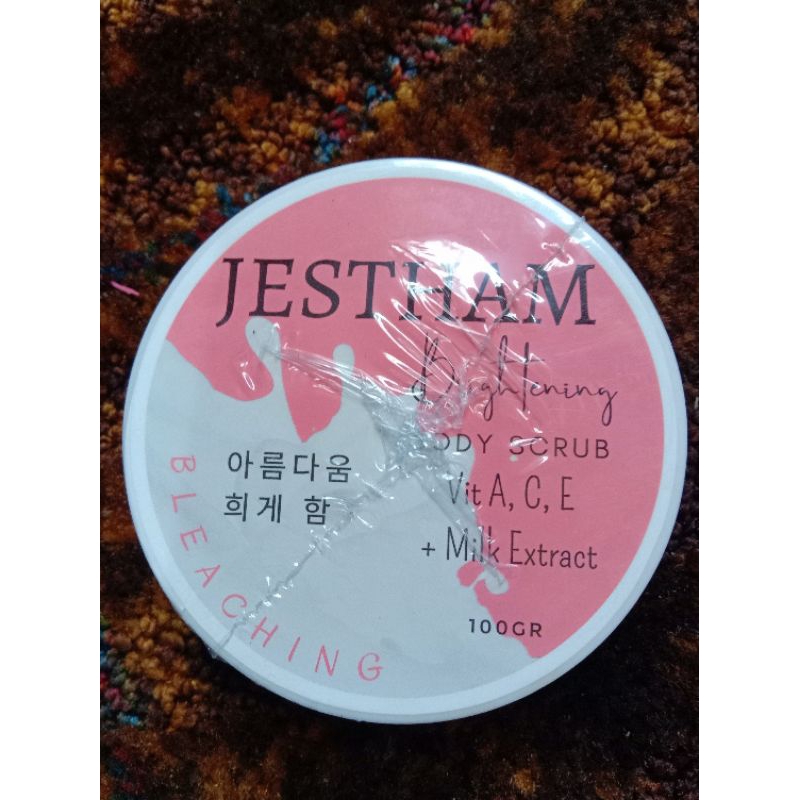 JESTHAM
Brightening
BODY SCRUB
Vit A, C, E
+ Milk Extract
100GR
아름다움
희게 함
BLEACHING